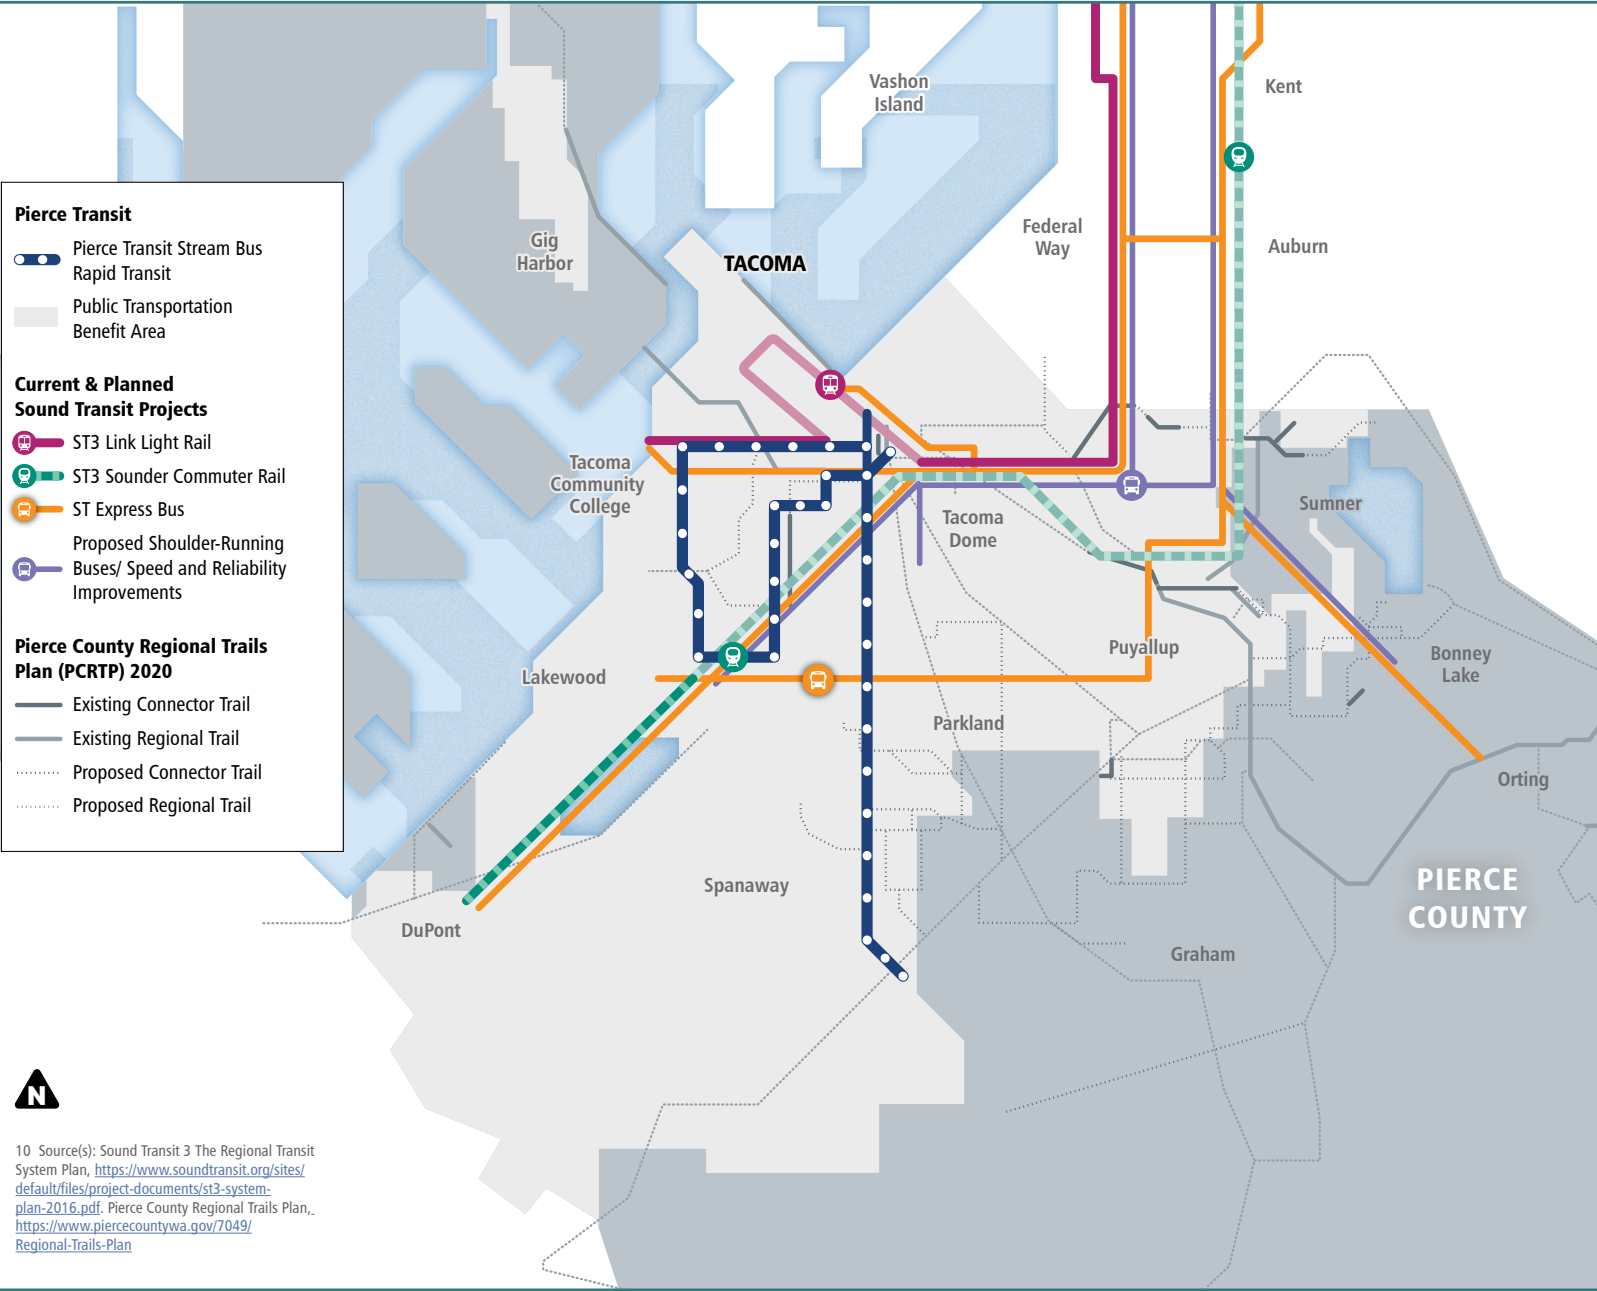 Pierce Transit
Pierce Transit Stream Bus
Rapid Transit
Public Transportation
Benefit Area
Current & Planned
Sound Transit Projects
ST3 Link Light Rail
ST3 Sounder Commuter Rail
ST Express Bus
Proposed Shoulder-Running
Buses/ Speed and Reliability
Improvements
Pierce County Regional Trails
Plan (PCRTP) 2020
Existing Connector Trail
Existing Regional Trail
Proposed Connector Trail
Proposed Regional Trail
Vashon
Island
Kent
Federal
Way
Auburn
Gig
Harbor
TACOMA
Tacoma
Community
College
Tacoma
Dome
Sumner
Lakewood
Puyallup
Bonney
Lake
Parkland
Orting
Spanaway
PIERCE
COUNTY
DuPont
Graham
N
10 Source(s): Sound Transit 3 The Regional Transit
System Plan, https://www.soundtransit.org/sites/
default/files/project-documents/st3-system-
plan-2016.pdf. Pierce County Regional Trails Plan,
https://www.piercecountywa.gov/7049/
Regional-Trails-Plan